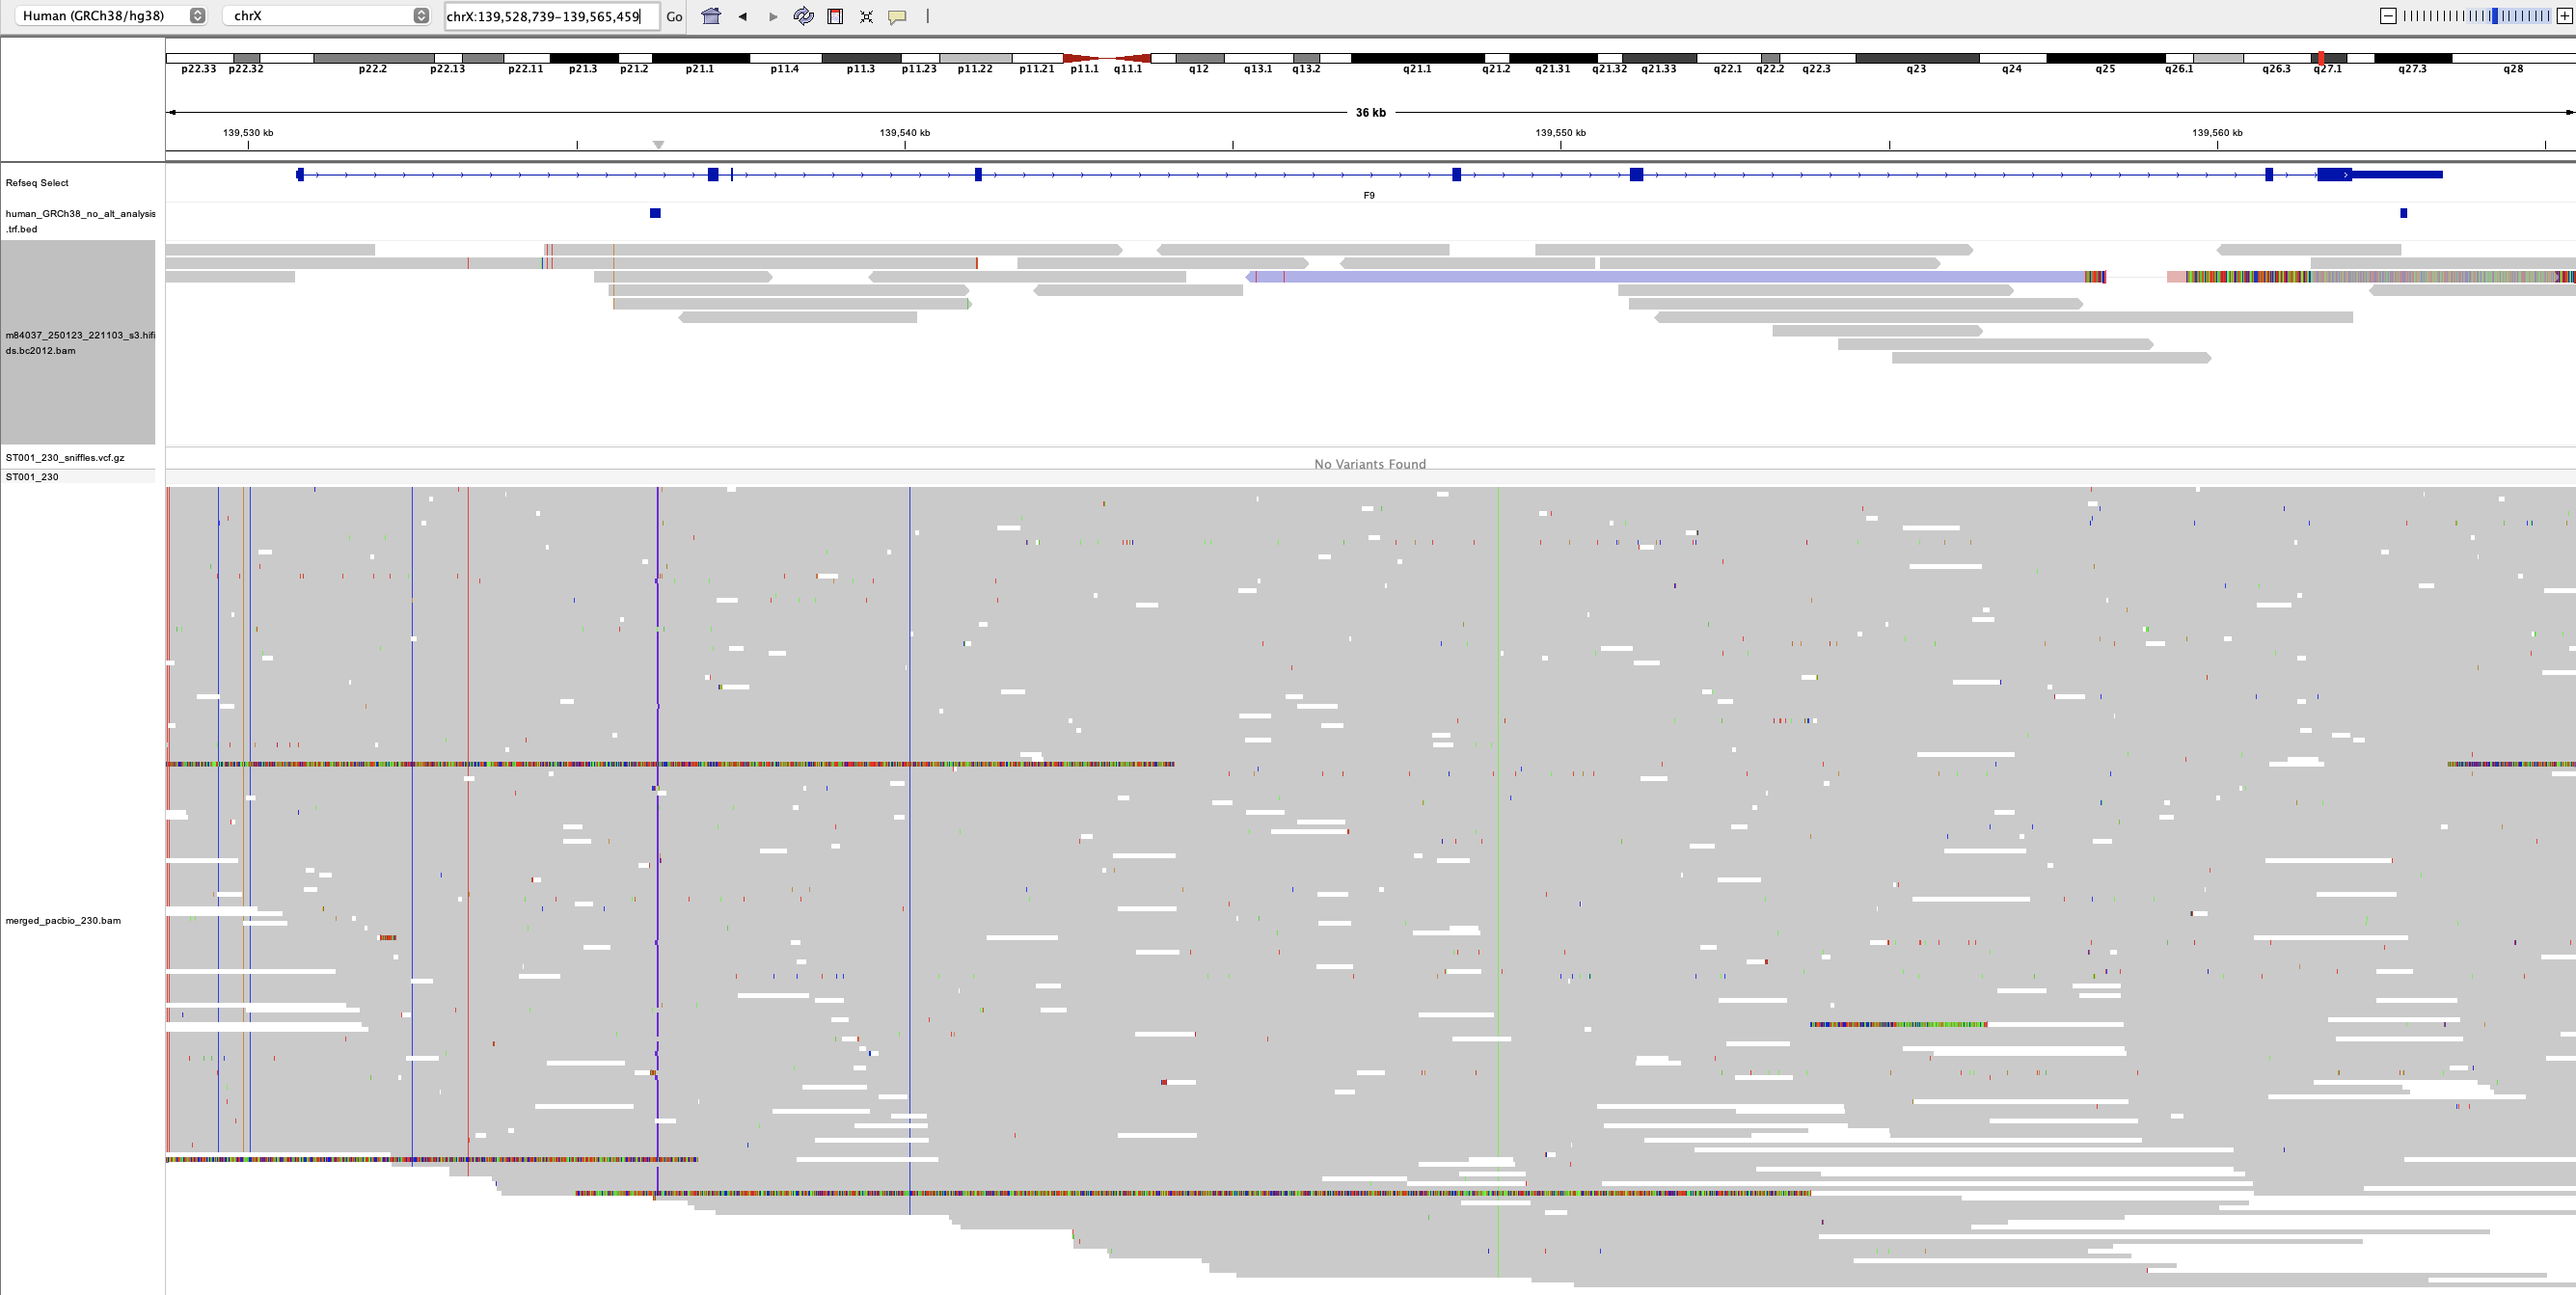 Human (GRCh38/hg38) chrX chrX:139,528,739-139,565,459 Go
p22.33 p22.32 p22.2 p22.13 p22.11 p21.3 p21.2 p21.1 p11.4 p11.3 p11.23 p11.22 p11.21 p11.1 q11.1 q12 q13.1 q13.2 q21.1 q21.2 q21.31 q21.32 q21.33 q22.1 q22.2 q22.3 q23 q24 q25 q26.1 q26.3 q27.1 q27.3 q28
36 kb
139,530 kb 139,540 kb 139,550 kb 139,560 kb
Refseq Select
F9
human_GRCh38_no_alt_analysis
.trf.bed
m84037_250123_221103_s3.hifi
ds.bc2012.bam
ST001_230_sniffles.vcf.gz
No Variants Found
ST001_230
merged_pacbio_230.bam